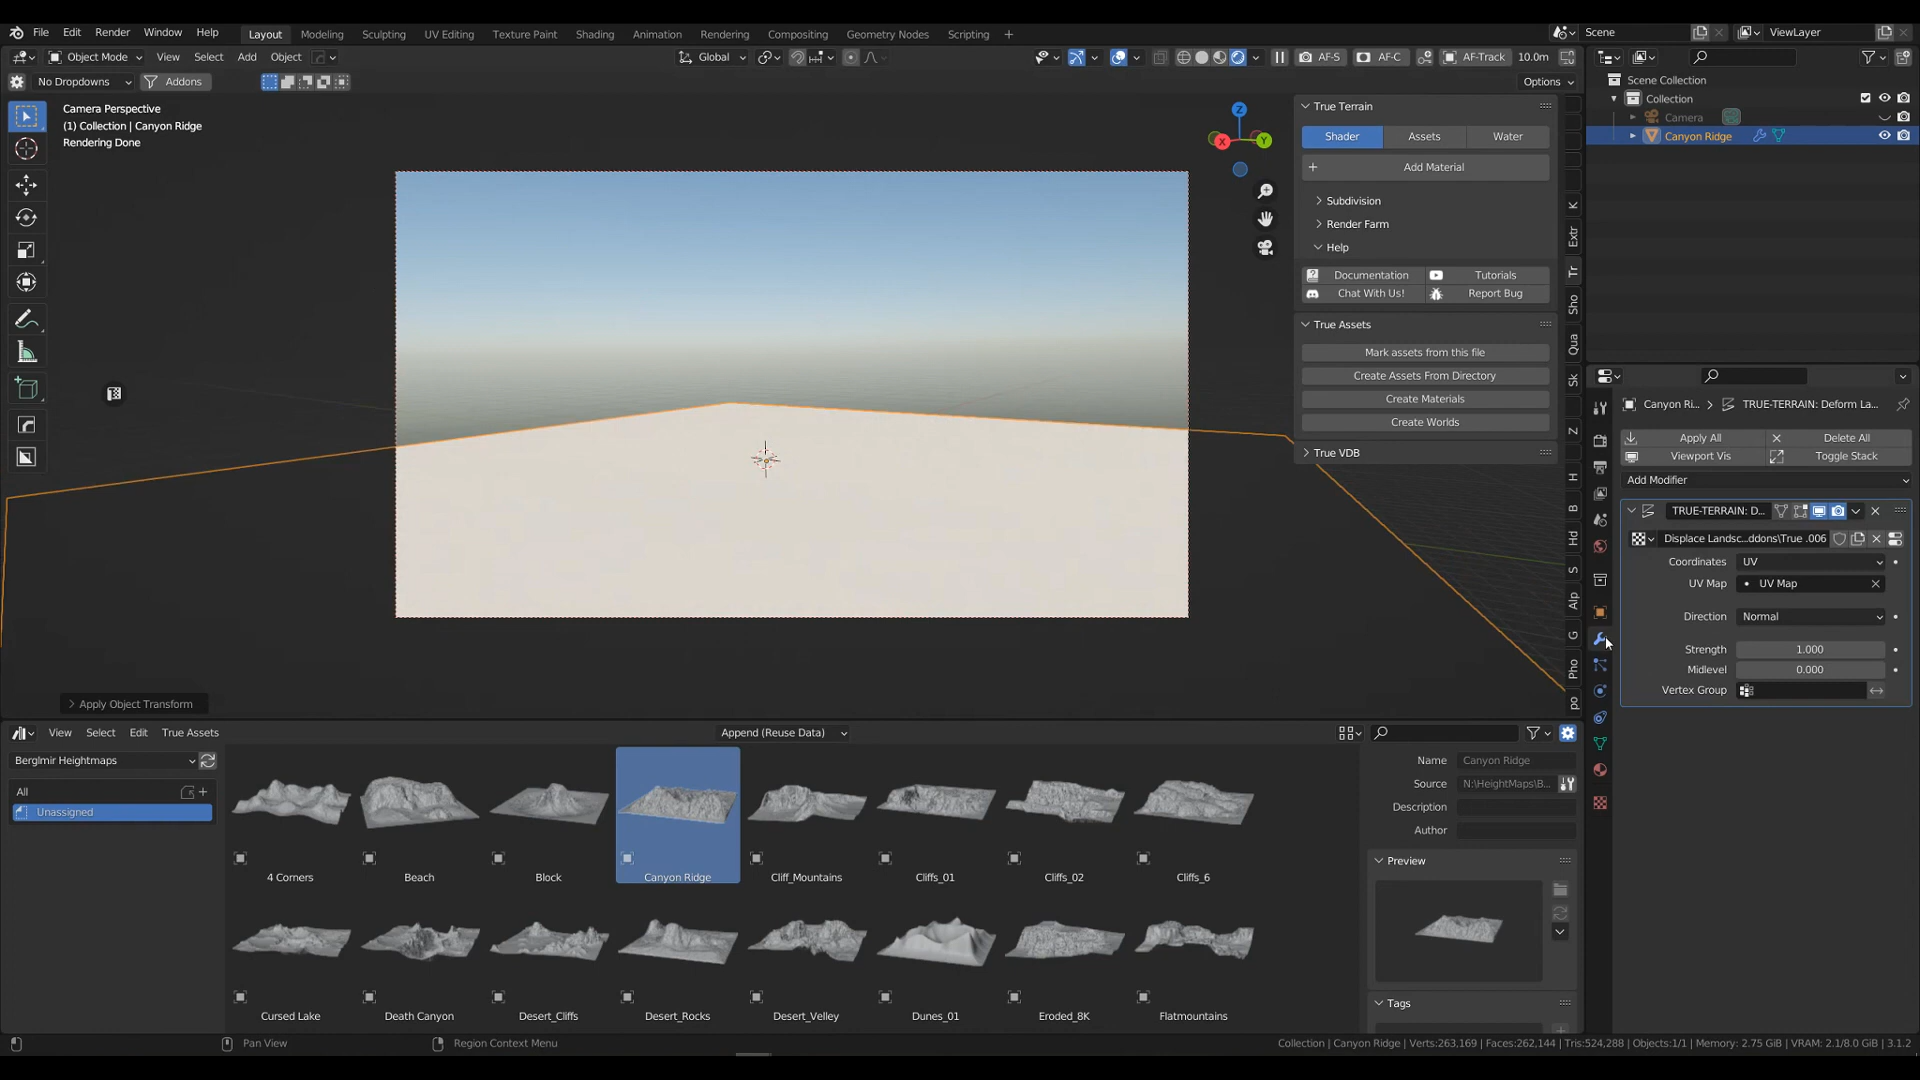 File Edit Render Window Help Layout Modeling Sculpting UV Editing Texture Paint Shading Animation Rendering Compositing Geometry Nodes Scripting + Scene ViewLayer
Object Mode View Select Add Object Global AF-S AF-C AF-Track 10.0m
No Dropdowns Addons Options
Camera Perspective
(1) Collection | Canyon Ridge
Rendering Done
Z
X
Y
True Terrain
Shader Assets Water
Add Material
Subdivision
Render Farm
Help
Documentation Tutorials
Chat With Us! Report Bug
True Assets
Mark assets from this file
Create Assets From Directory
Create Materials
Create Worlds
True VDB
K
Extr
Tr
Sho
Qua
Sk
Z
H
B
Hd
S
Alp
G
Pho
po
Scene Collection
Collection
Camera
Canyon Ridge
Canyon Ri... > TRUE-TERRAIN: Deform La...
Apply All Delete All
Viewport Vis Toggle Stack
Add Modifier
TRUE-TERRAIN: D...
Displace Landsc...ddons\True .006
Coordinates UV
UV Map UV Map
Direction Normal
Strength 1.000
Midlevel 0.000
Vertex Group
Apply Object Transform
View Select Edit True Assets Append (Reuse Data)
Berglmir Heightmaps
All
Unassigned
4 Corners Beach Block Canyon Ridge Cliff_Mountains Cliffs_01 Cliffs_02 Cliffs_6
Cursed Lake Death Canyon Desert_Cliffs Desert_Rocks Desert_Velley Dunes_01 Eroded_8K Flatmountains
Name Canyon Ridge
Source N:\HeightMaps\B...
Description
Author
Preview
Tags
Pan View Region Context Menu Collection | Canyon Ridge | Verts:263,169 | Faces:262,144 | Tris:524,288 | Objects:1/1 | Memory: 2.75 GiB | VRAM: 2.1/8.0 GiB | 3.1.2